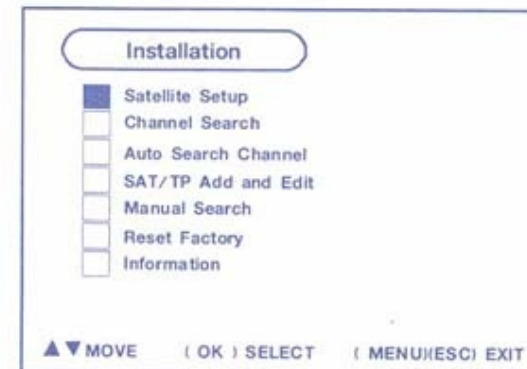 Installation
Satellite Setup
Channel Search
Auto Search Channel
SAT/TP Add and Edit
Manual Search
Reset Factory
Information
▲▼MOVE ( OK ) SELECT ( MENU)(ESC) EXIT